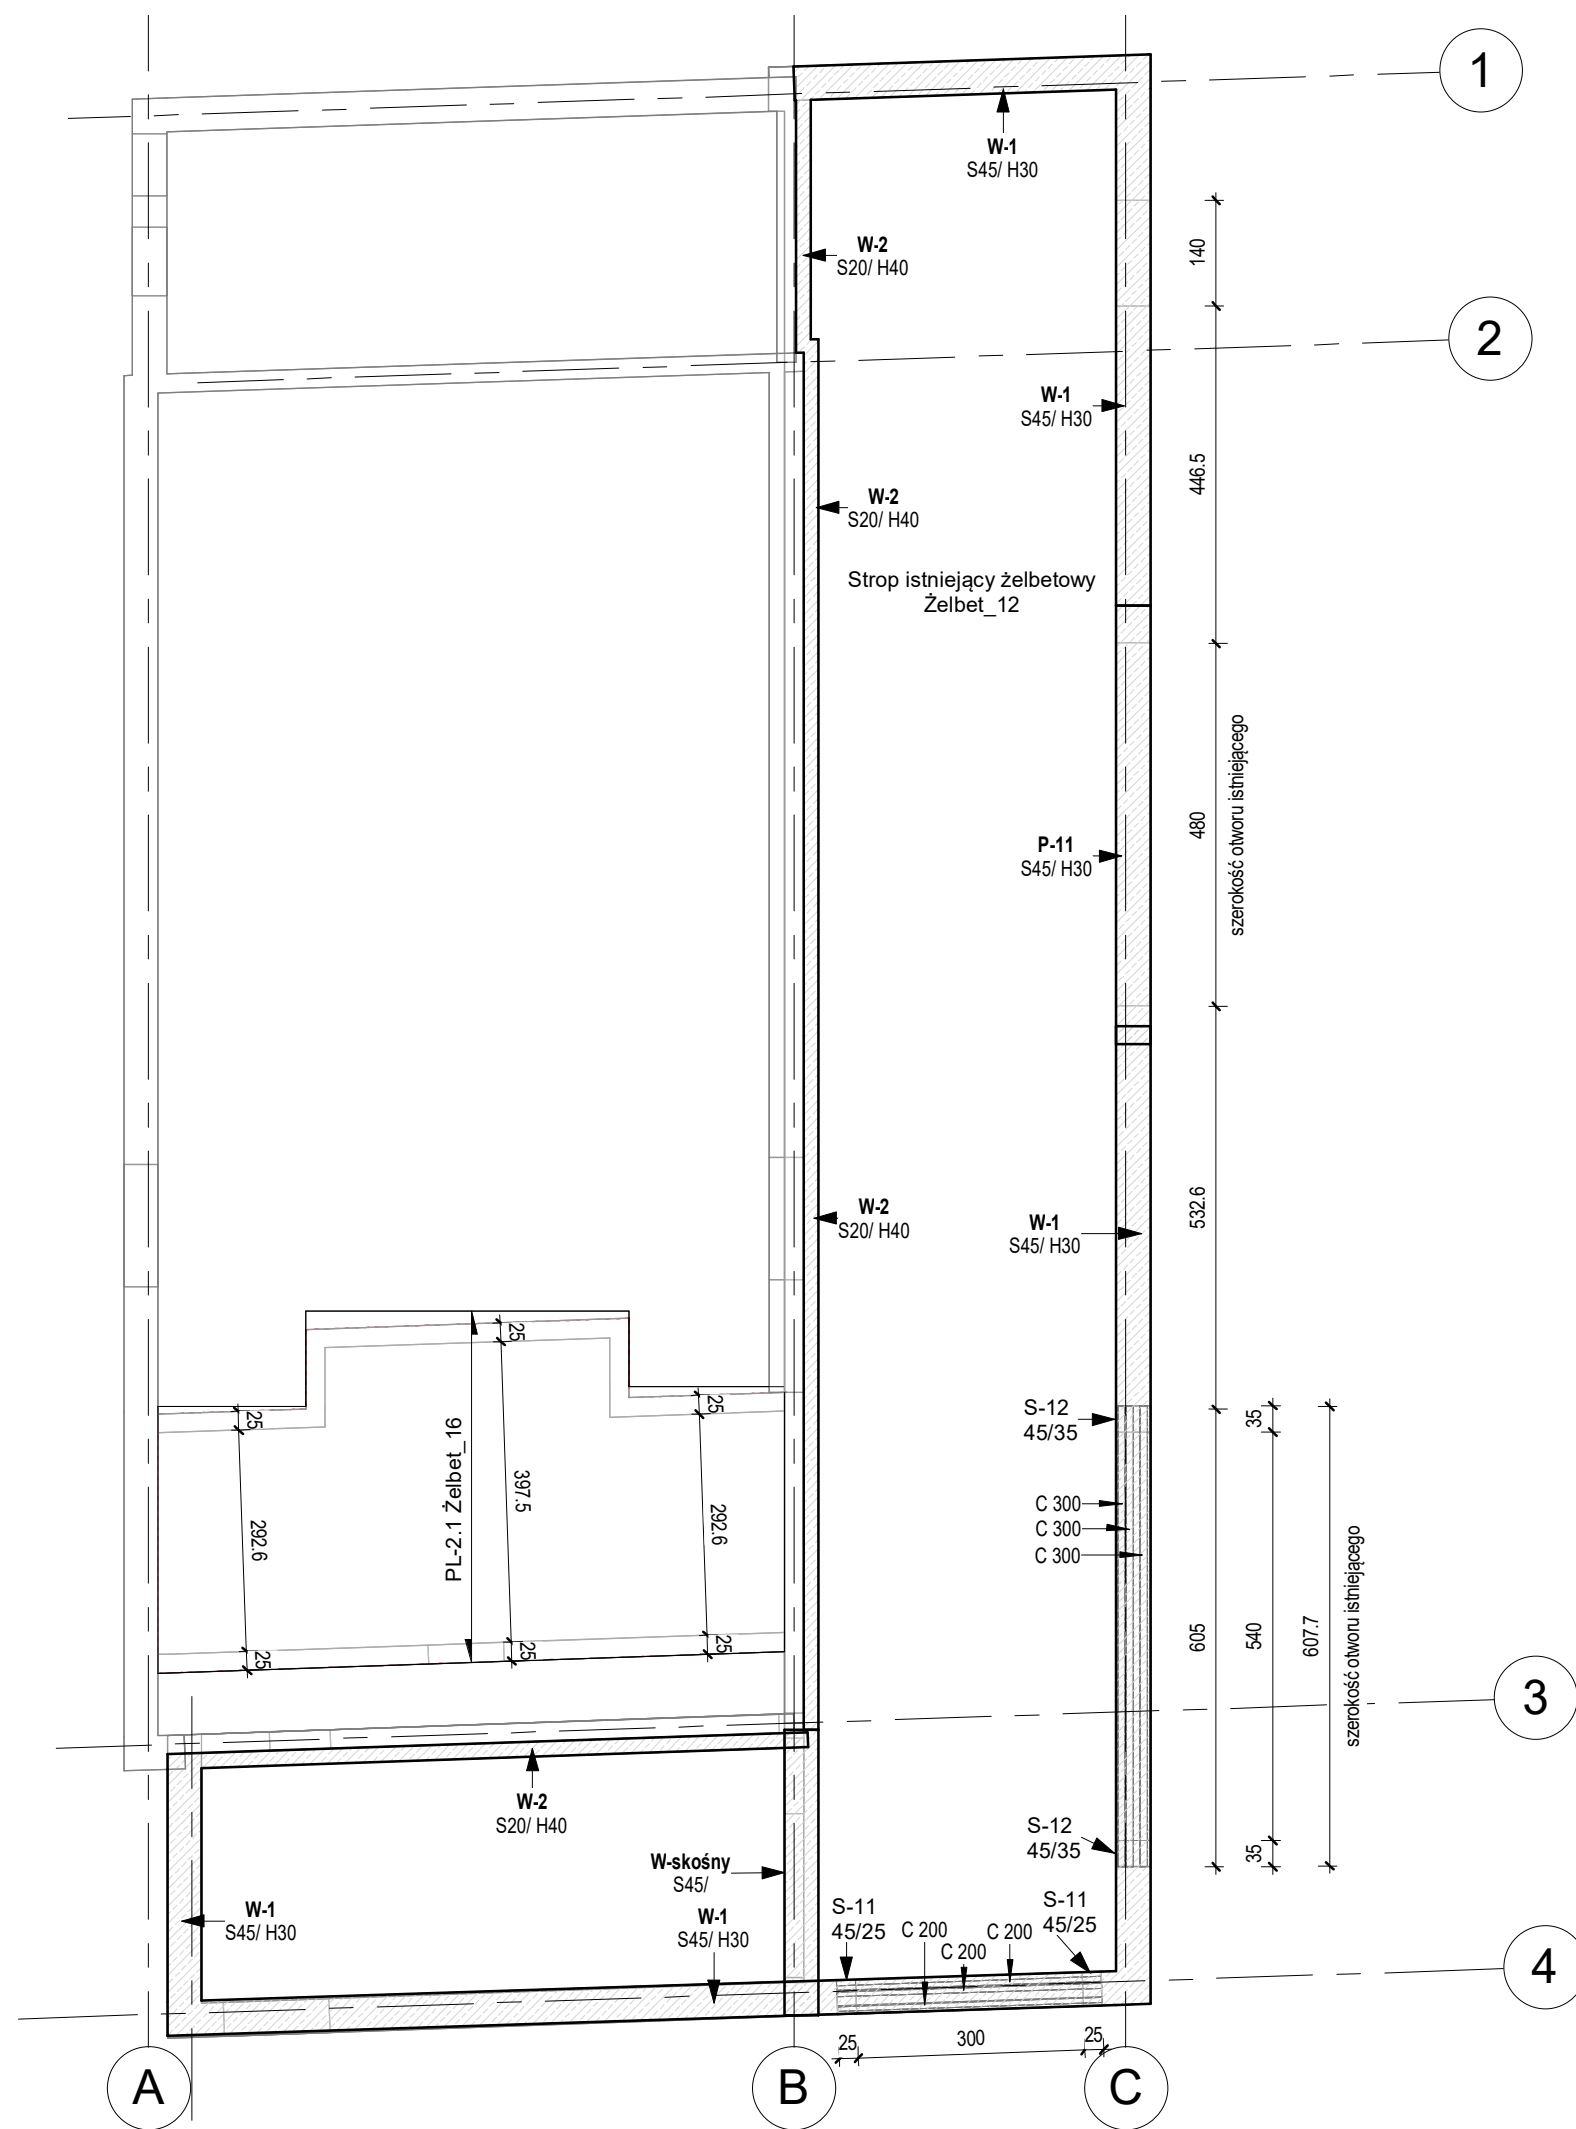 1
W-1
S45/ H30
140
W-2
S20/ H40
2
W-1
S45/ H30
446.5
W-2
S20/ H40
Strop istniejący żelbetowy
Żelbet_12
480
szerokość otworu istniejącego
P-11
S45/ H30
W-2
S20/ H40
W-1
S45/ H30
532.6
25
25
25
PL-2.1 Żelbet_16
397.5
292.6
292.6
25
25
25
S-12
45/35
35
C 300
C 300
C 300
605
540
607.7
szerokość otworu istniejącego
3
W-2
S20/ H40
S-12
45/35
35
W-skośny
S45/
W-1
S45/ H30
W-1
S45/ H30
S-11
45/25
S-11
45/25
C 200
C 200
C 200
4
25
300
25
A
B
C